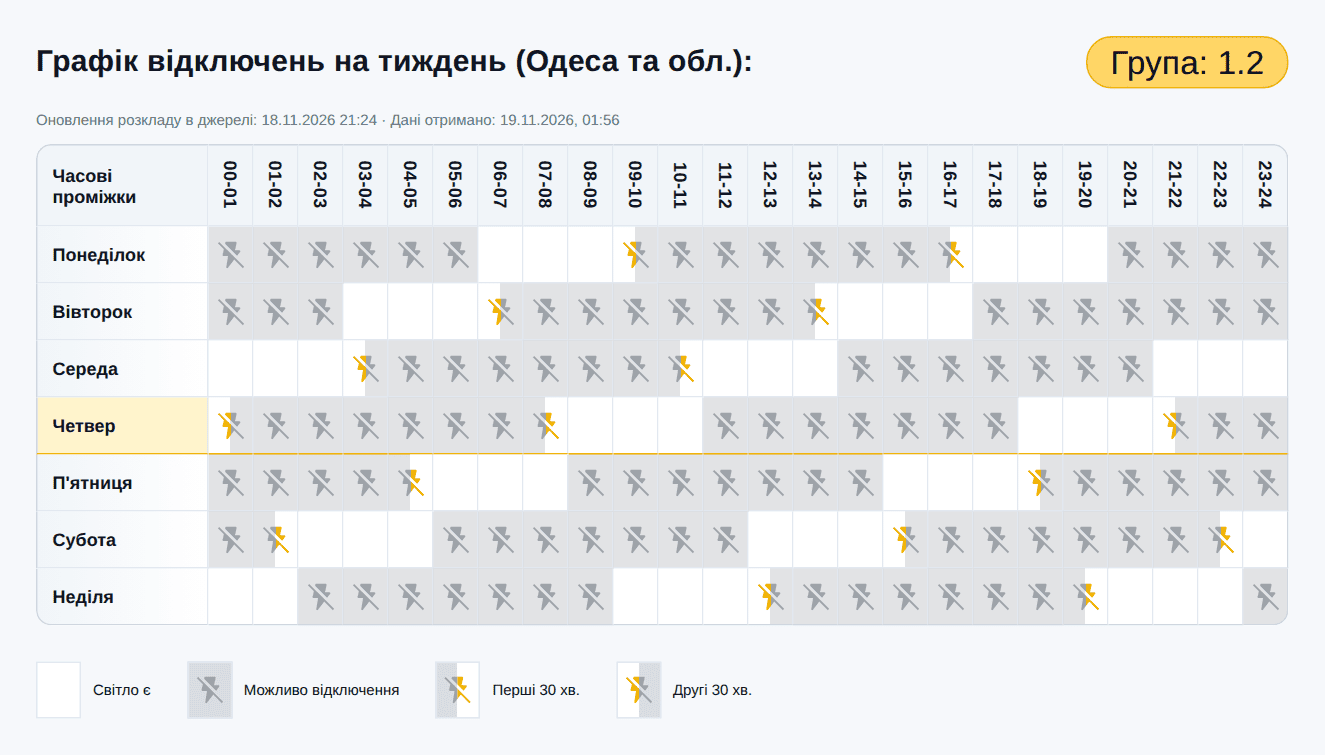 Графік відключень на тиждень (Одеса та обл.):
Група: 1.2
Оновлення розкладу в джерелі: 18.11.2026 21:24 · Дані отримано: 19.11.2026, 01:56
Часові
проміжки
00-01
01-02
02-03
03-04
04-05
05-06
06-07
07-08
08-09
09-10
10-11
11-12
12-13
13-14
14-15
15-16
16-17
17-18
18-19
19-20
20-21
21-22
22-23
23-24
Понеділок
Вівторок
Середа
Четвер
П'ятниця
Субота
Неділя
Світло є
Можливо відключення
Перші 30 хв.
Другі 30 хв.